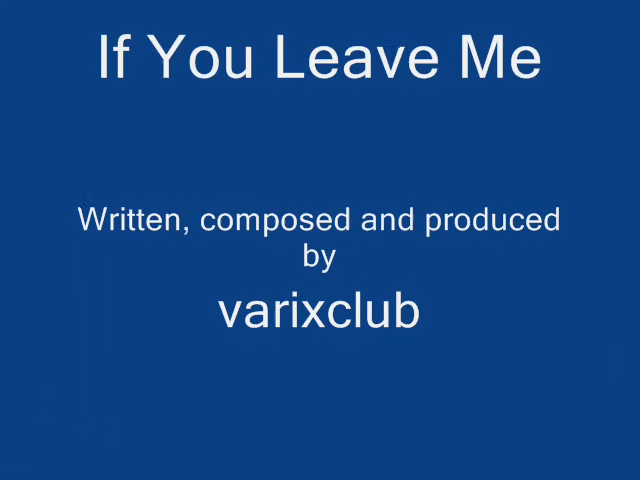 If You Leave Me
Written, composed and produced
by
varixclub